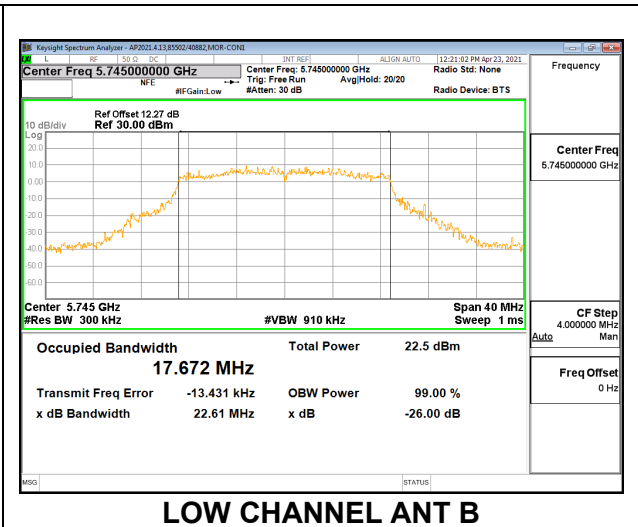 Keysight Spectrum Analyzer - AP2021.4.13,85502/40882,MOR-CON1
L RF 50 Ω DC INT REF ALIGN AUTO 12:21:02 PM Apr 23, 2021
Center Freq 5.745000000 GHz
NFE
#IFGain:Low
Center Freq: 5.745000000 GHz
Trig: Free Run Avg|Hold: 20/20
#Atten: 30 dB
Radio Std: None
Radio Device: BTS
Frequency
Ref Offset 12.27 dB
10 dB/div Ref 30.00 dBm
Log
20.0
10.0
0.00
-10.0
-20.0
-30.0
-40.0
-50.0
-60.0
Center 5.745 GHz Span 40 MHz
#Res BW 300 kHz #VBW 910 kHz Sweep 1 ms
Occupied Bandwidth Total Power 22.5 dBm
17.672 MHz
Transmit Freq Error -13.431 kHz OBW Power 99.00 %
x dB Bandwidth 22.61 MHz x dB -26.00 dB
Center Freq
5.745000000 GHz
CF Step
4.000000 MHz
Auto Man
Freq Offset
0 Hz
MSG STATUS
LOW CHANNEL ANT B